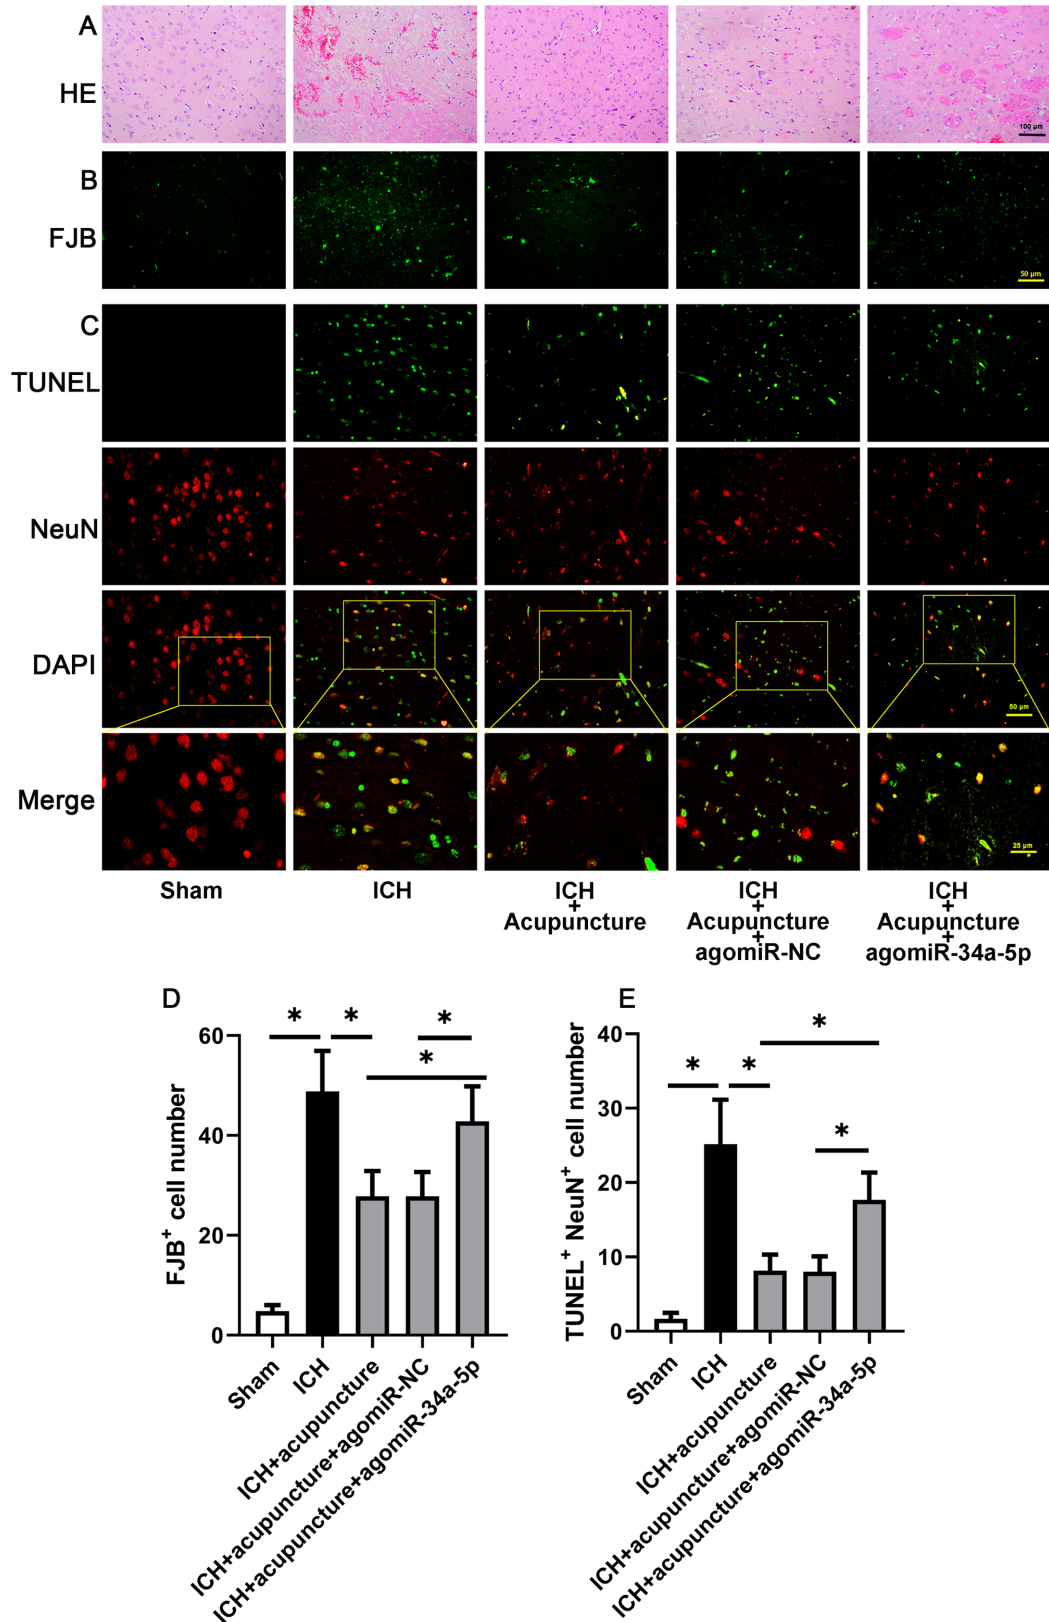 A
HE
100 μm
B
FJB
50 μm
C
TUNEL
NeuN
DAPI
50 μm
Merge
25 μm
Sham
ICH
ICH
+
Acupuncture
ICH
+
Acupuncture
+
agomiR-NC
ICH
+
Acupuncture
+
agomiR-34a-5p
D
FJB+ cell number
60
40
20
0
* * * *
Sham
ICH
ICH+acupuncture
ICH+acupuncture+agomiR-NC
ICH+acupuncture+agomiR-34a-5p
E
TUNEL+ NeuN+ cell number
40
30
20
10
0
* * * *
Sham
ICH
ICH+acupuncture
ICH+acupuncture+agomiR-NC
ICH+acupuncture+agomiR-34a-5p